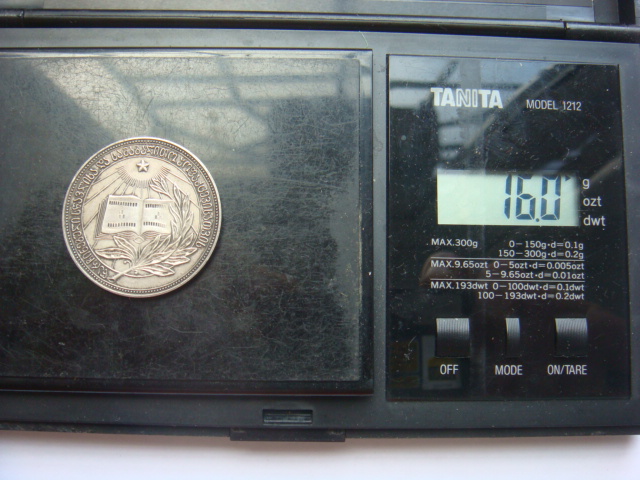 TANITA MODEL 1212
16.0 g
ozt
dwt
MAX.300g 0-150g•d=0.1g
150-300g•d=0.2g
MAX.9.65ozt 0-5ozt•d=0.005ozt
5-9.65ozt•d=0.01ozt
MAX.193dwt 0-100dwt•d=0.1dwt
100-193dwt•d=0.2dwt
OFF MODE ON/TARE